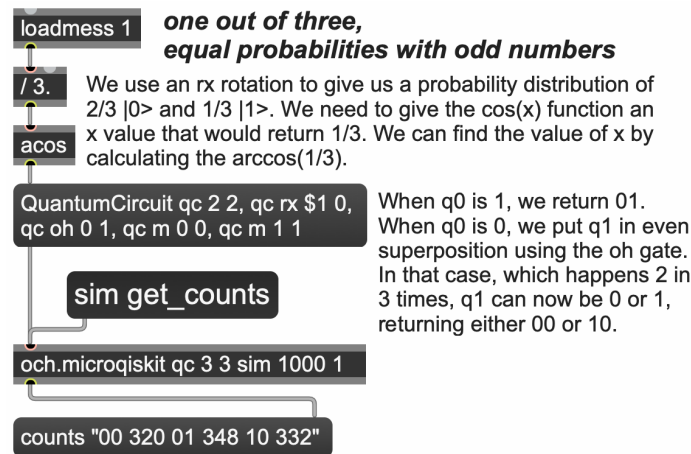 loadmess 1
one out of three,
equal probabilities with odd numbers
/ 3.
We use an rx rotation to give us a probability distribution of
2/3 |0> and 1/3 |1>. We need to give the cos(x) function an
x value that would return 1/3. We can find the value of x by
calculating the arccos(1/3).
acos
QuantumCircuit qc 2 2, qc rx $1 0,
qc oh 0 1, qc m 0 0, qc m 1 1
When q0 is 1, we return 01.
When q0 is 0, we put q1 in even
superposition using the oh gate.
In that case, which happens 2 in
3 times, q1 can now be 0 or 1,
returning either 00 or 10.
sim get_counts
och.microqiskit qc 3 3 sim 1000 1
counts "00 320 01 348 10 332"